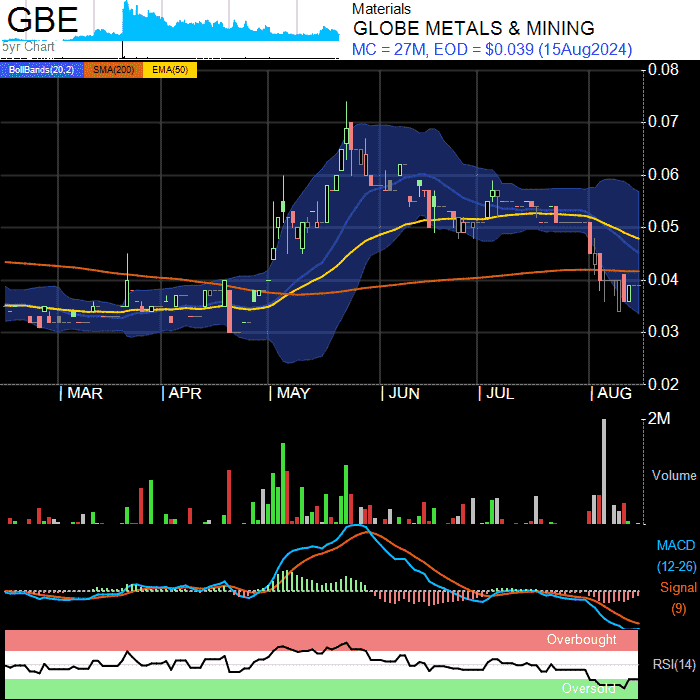 GBE
5yr Chart
Materials
GLOBE METALS & MINING
MC = 27M, EOD = $0.039 (15Aug2024)
BollBands(20,2) SMA(200) EMA(50)
0.08
0.07
0.06
0.05
0.04
0.03
0.02
MAR APR MAY JUN JUL AUG
2M
Volume
MACD
(12-26)
Signal
(9)
Overbought
RSI(14)
Oversold